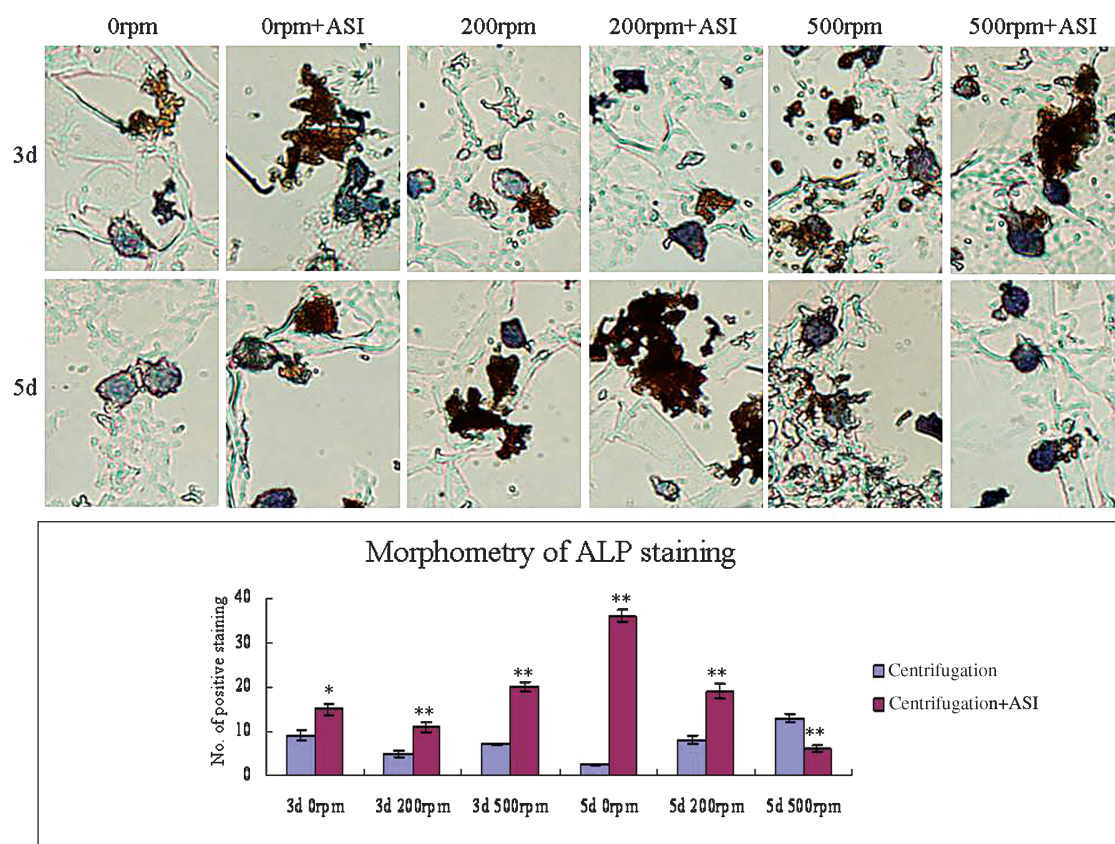 0rpm 0rpm+ASI 200rpm 200rpm+ASI 500rpm 500rpm+ASI
3d
5d
Morphometry of ALP staining
No. of positive staining
40
30
20
10
0
* ** ** ** ** **
3d 0rpm 3d 200rpm 3d 500rpm 5d 0rpm 5d 200rpm 5d 500rpm
Centrifugation
Centrifugation+ASI